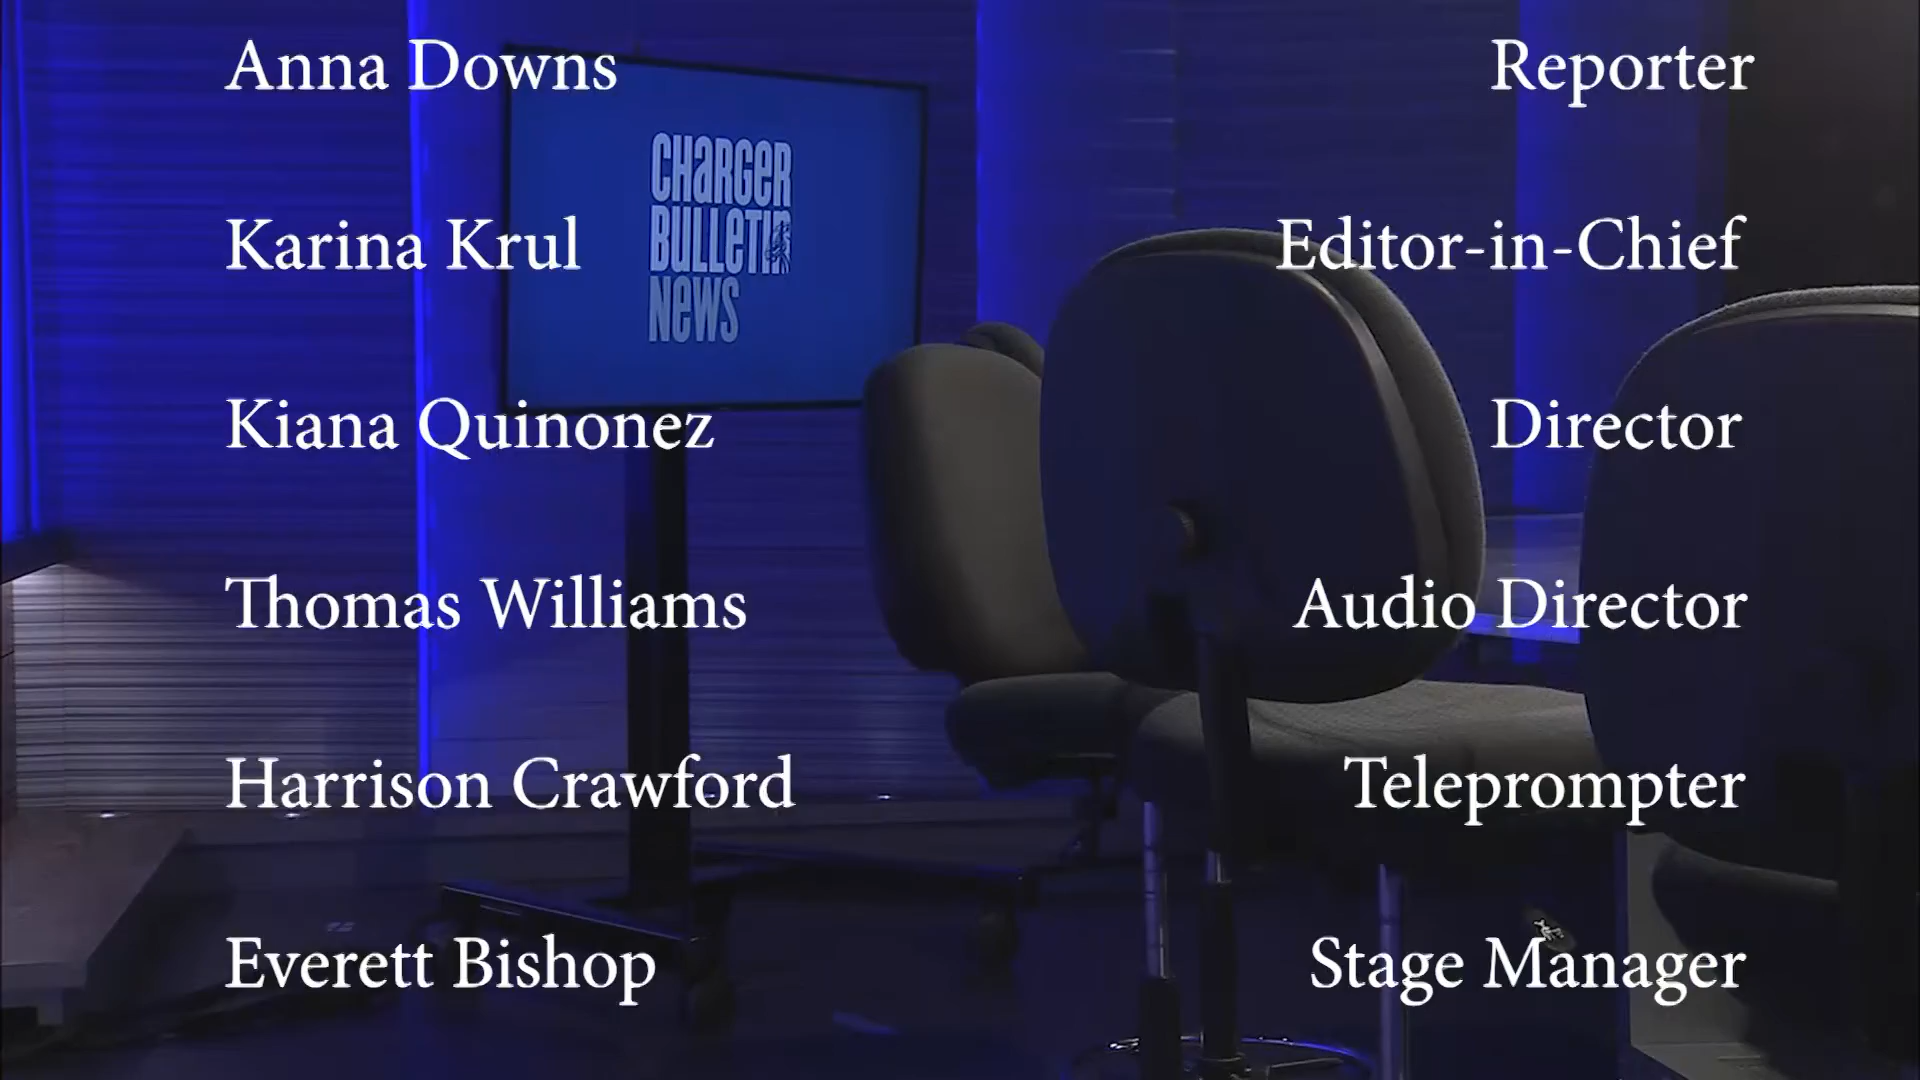 Anna Downs Reporter
CHARGER
BULLETIN
NEWS
Karina Krul Editor-in-Chief
Kiana Quinonez Director
Thomas Williams Audio Director
Harrison Crawford Teleprompter
Everett Bishop Stage Manager